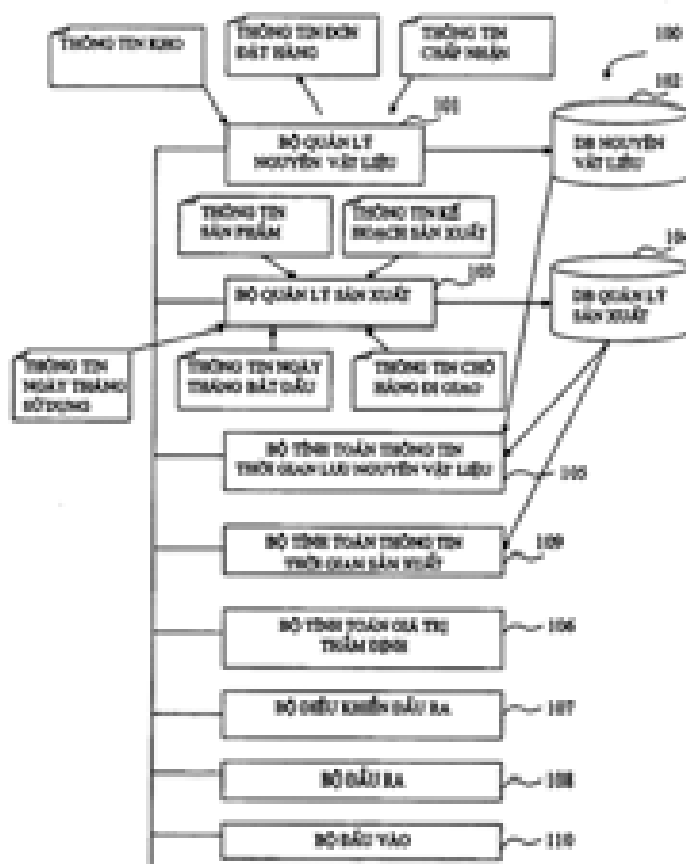 THÔNG TIN KHO
THÔNG TIN ĐƠN
ĐẶT HÀNG
THÔNG TIN
CHẤP NHẬN
100
101
102
BỘ QUẢN LÝ
NGUYÊN VẬT LIỆU
DB NGUYÊN
VẬT LIỆU
THÔNG TIN
SẢN PHẨM
THÔNG TIN KẾ
HOẠCH SẢN XUẤT
103
104
BỘ QUẢN LÝ SẢN XUẤT
DB QUẢN LÝ
SẢN XUẤT
THÔNG TIN
NGÀY THÁNG
SỬ DỤNG
THÔNG TIN NGÀY
THÁNG BẮT ĐẦU
THÔNG TIN CHỜ
HÀNG ĐI GIAO
BỘ TÍNH TOÁN THÔNG TIN
THỜI GIAN LƯU NGUYÊN VẬT LIỆU
105
BỘ TÍNH TOÁN THÔNG TIN
THỜI GIAN SẢN XUẤT
109
BỘ TÍNH TOÁN GIÁ TRỊ
THẨM ĐỊNH
106
BỘ ĐIỀU KHIỂN ĐẦU RA
107
BỘ ĐẦU RA
108
BỘ ĐẦU VÀO
110